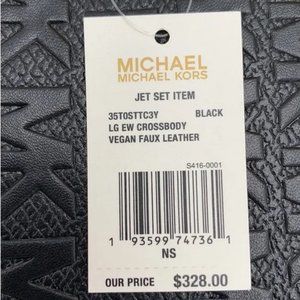 MICHAEL
MICHAEL KORS
JET SET ITEM
35T0STTC3Y BLACK
LG EW CROSSBODY
VEGAN FAUX LEATHER
S416-0001
1 93599 74736 1
NS
OUR PRICE $328.00